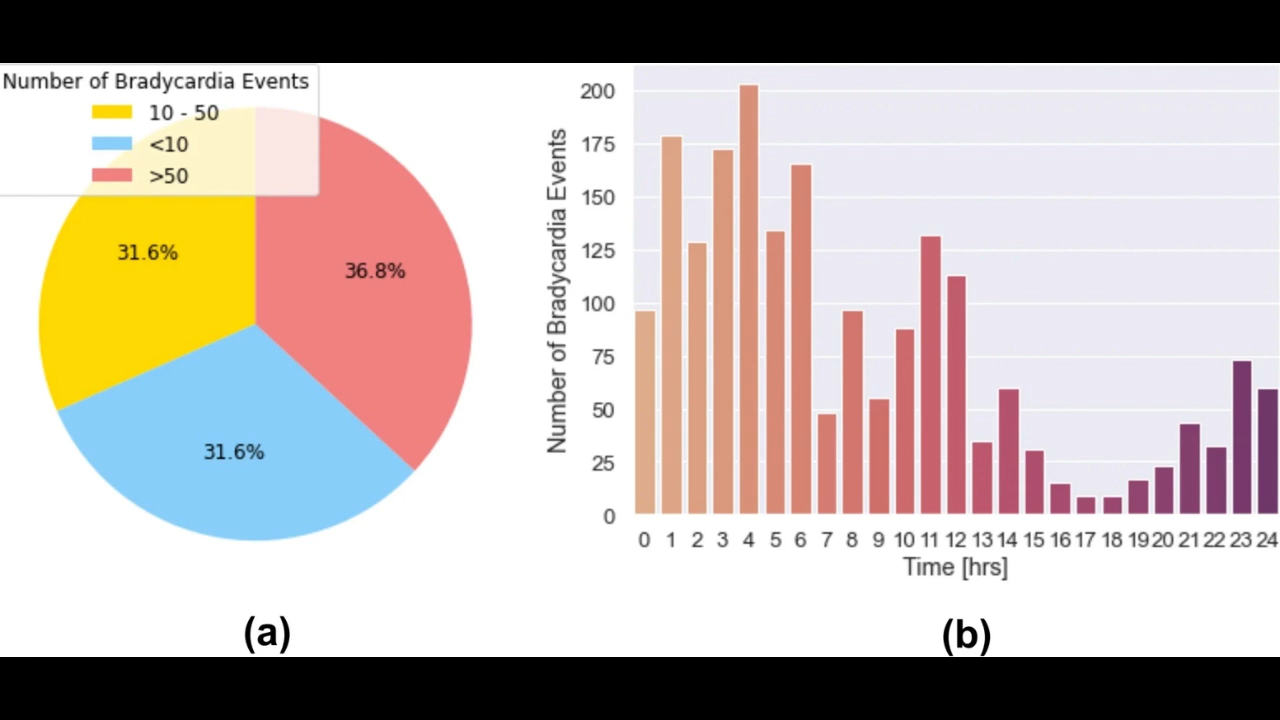 Number of Bradycardia Events
10 - 50
<10
>50
31.6%
36.8%
31.6%
(a)
Number of Bradycardia Events
200
175
150
125
100
75
50
25
0
0 1 2 3 4 5 6 7 8 9 10 11 12 13 14 15 16 17 18 19 20 21 22 23 24
Time [hrs]
(b)